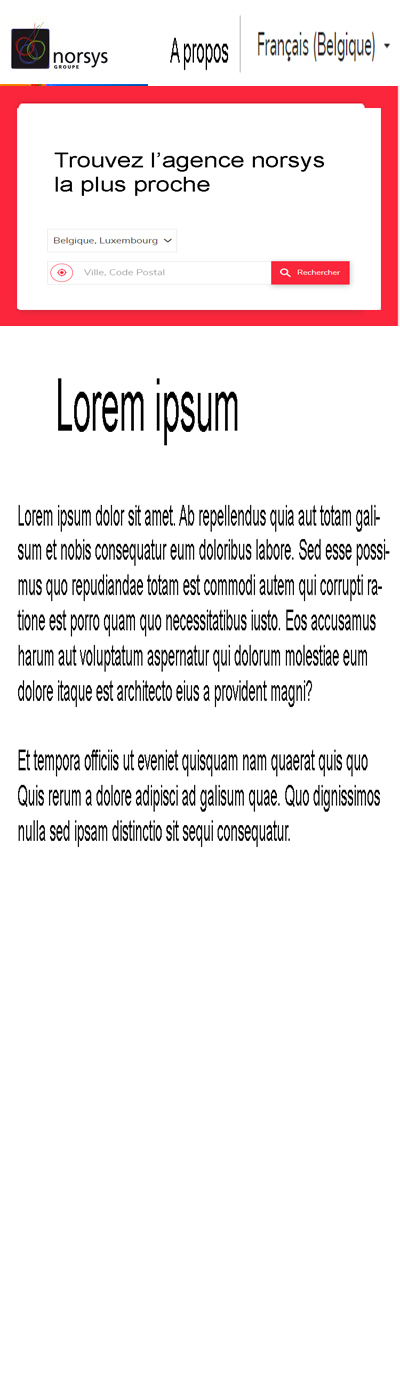 norsys
GROUPE
A propos
Français (Belgique)
Trouvez l'agence norsys
la plus proche
Belgique, Luxembourg
Ville, Code Postal
Rechercher
Lorem ipsum
Lorem ipsum dolor sit amet. Ab repellendus quia aut totam gali-
sum et nobis consequatur eum doloribus labore. Sed esse possi-
mus quo repudiandae totam est commodi autem qui corrupti ra-
tione est porro quam quo necessitatibus iusto. Eos accusamus
harum aut voluptatum aspernatur qui dolorum molestiae eum
dolore itaque est architecto eius a provident magni?
Et tempora officiis ut eveniet quisquam nam quaerat quis quo
Quis rerum a dolore adipisci ad galisum quae. Quo dignissimos
nulla sed ipsam distinctio sit sequi consequatur.